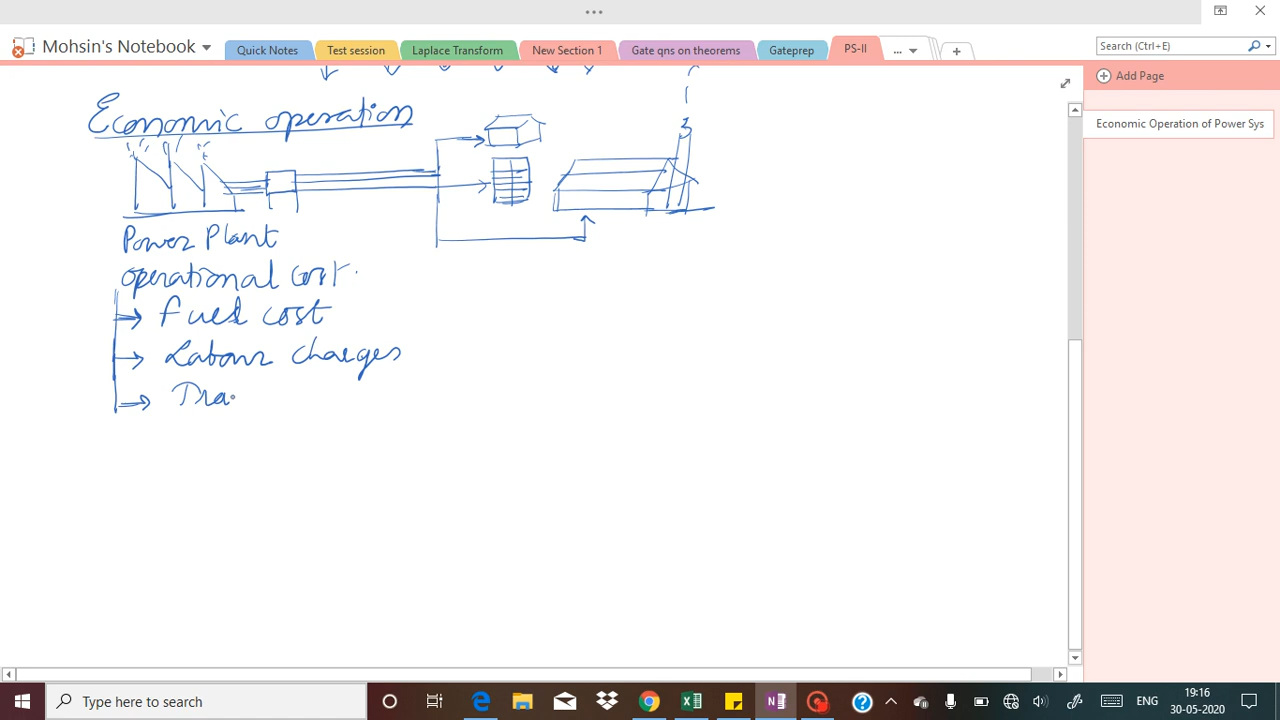 Mohsin's Notebook
Quick Notes
Test session
Laplace Transform
New Section 1
Gate qns on theorems
Gateprep
PS-II
...
Search (Ctrl+E)
Add Page
Economic Operation of Power Sys
Economic operation
Power Plant
operational cost.
Fuel cost
Labour charges
Tra
Type here to search
ENG
19:16
30-05-2020